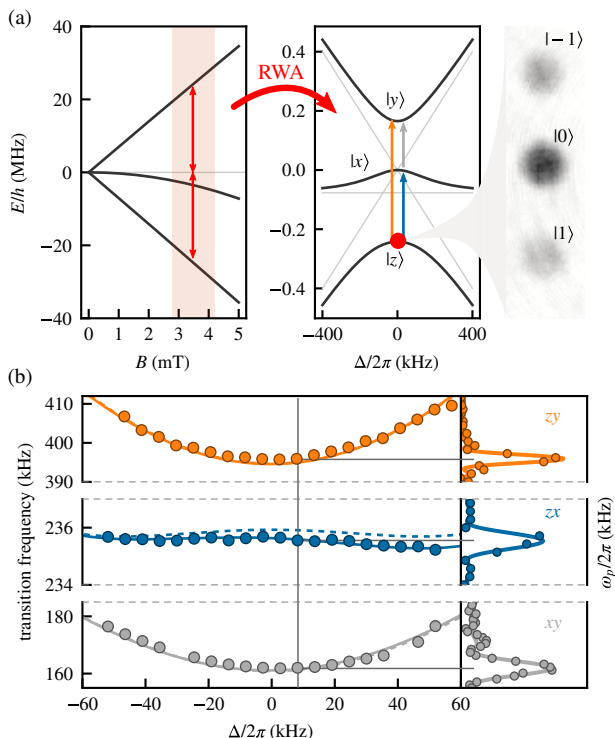 (a)
E/h (MHz)
40
20
0
−20
−40
0 1 2 3 4 5
B (mT)
RWA
0.4
0.2
0.0
−0.2
−0.4
|y⟩
|x⟩
|z⟩
−400 0 400
Δ/2π (kHz)
|−1⟩
|0⟩
|1⟩
(b)
transition frequency (kHz)
410
400
390
zy
236
234
zx
180
160
xy
−60 −40 −20 0 20 40 60
Δ/2π (kHz)
ωp/2π (kHz)